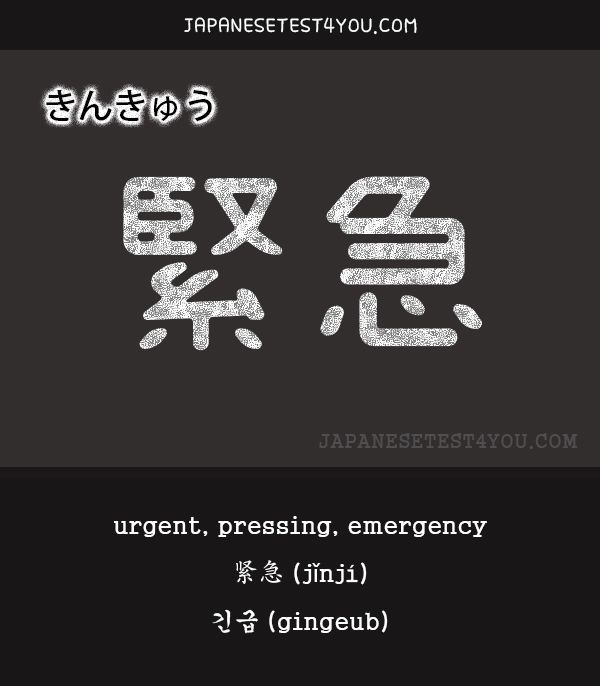 JAPANESETEST4YOU.COM
きんきゅう
緊急
JAPANESETEST4YOU.COM
urgent, pressing, emergency
紧急 (jǐnjí)
긴급 (gingeub)